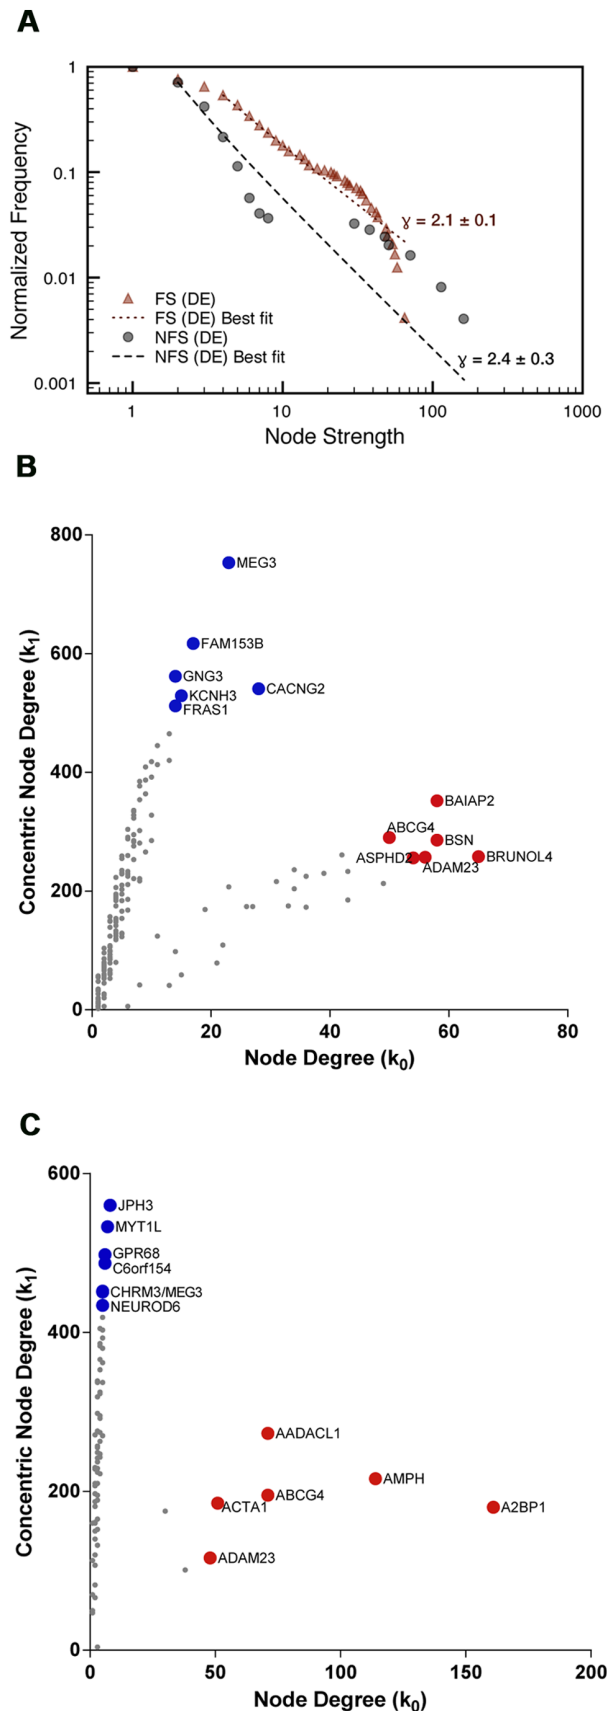 A
1
0.1
0.01
0.001
Normalized Frequency
ɣ = 2.1 ± 0.1
FS (DE)
FS (DE) Best fit
NFS (DE)
NFS (DE) Best fit
ɣ = 2.4 ± 0.3
1
10
100
1000
Node Strength
B
800
600
400
200
0
Concentric Node Degree (k1)
MEG3
FAM153B
GNG3
KCNH3
CACNG2
FRAS1
BAIAP2
ABCG4
BSN
ASPHD2
BRUNOL4
ADAM23
0
20
40
60
80
Node Degree (k0)
C
600
400
200
0
Concentric Node Degree (k1)
JPH3
MYT1L
GPR68
C6orf154
CHRM3/MEG3
NEUROD6
AADACL1
AMPH
ABCG4
ACTA1
A2BP1
ADAM23
0
50
100
150
200
Node Degree (k0)